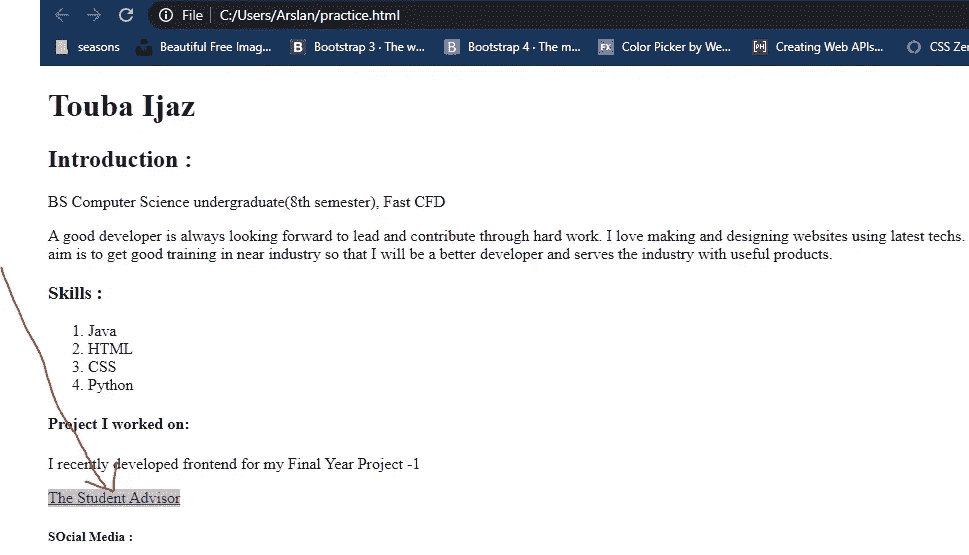 File C:/Users/Arslan/practice.html
seasons Beautiful Free Imag... Bootstrap 3 · The w... Bootstrap 4 · The m... Color Picker by We... Creating Web APIs... CSS Zen
Touba Ijaz
Introduction :
BS Computer Science undergraduate(8th semester), Fast CFD
A good developer is always looking forward to lead and contribute through hard work. I love making and designing websites using latest techs.
aim is to get good training in near industry so that I will be a better developer and serves the industry with useful products.
Skills :
1. Java
2. HTML
3. CSS
4. Python
Project I worked on:
I recently developed frontend for my Final Year Project -1
The Student Advisor
SOcial Media :